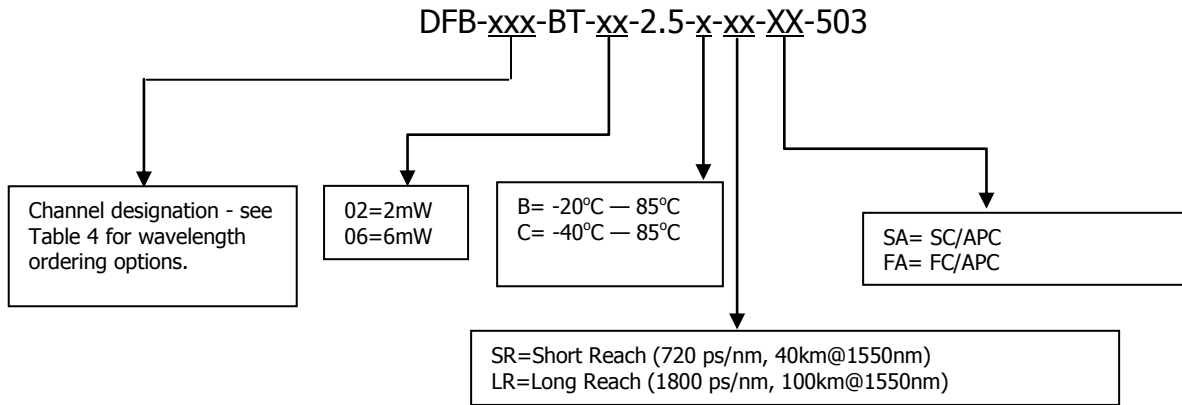 DFB-xxx-BT-xx-2.5-x-xx-XX-503
Channel designation - see
Table 4 for wavelength
ordering options.
02=2mW
06=6mW
B= -20°C — 85°C
C= -40°C — 85°C
SA= SC/APC
FA= FC/APC
SR=Short Reach (720 ps/nm, 40km@1550nm)
LR=Long Reach (1800 ps/nm, 100km@1550nm)